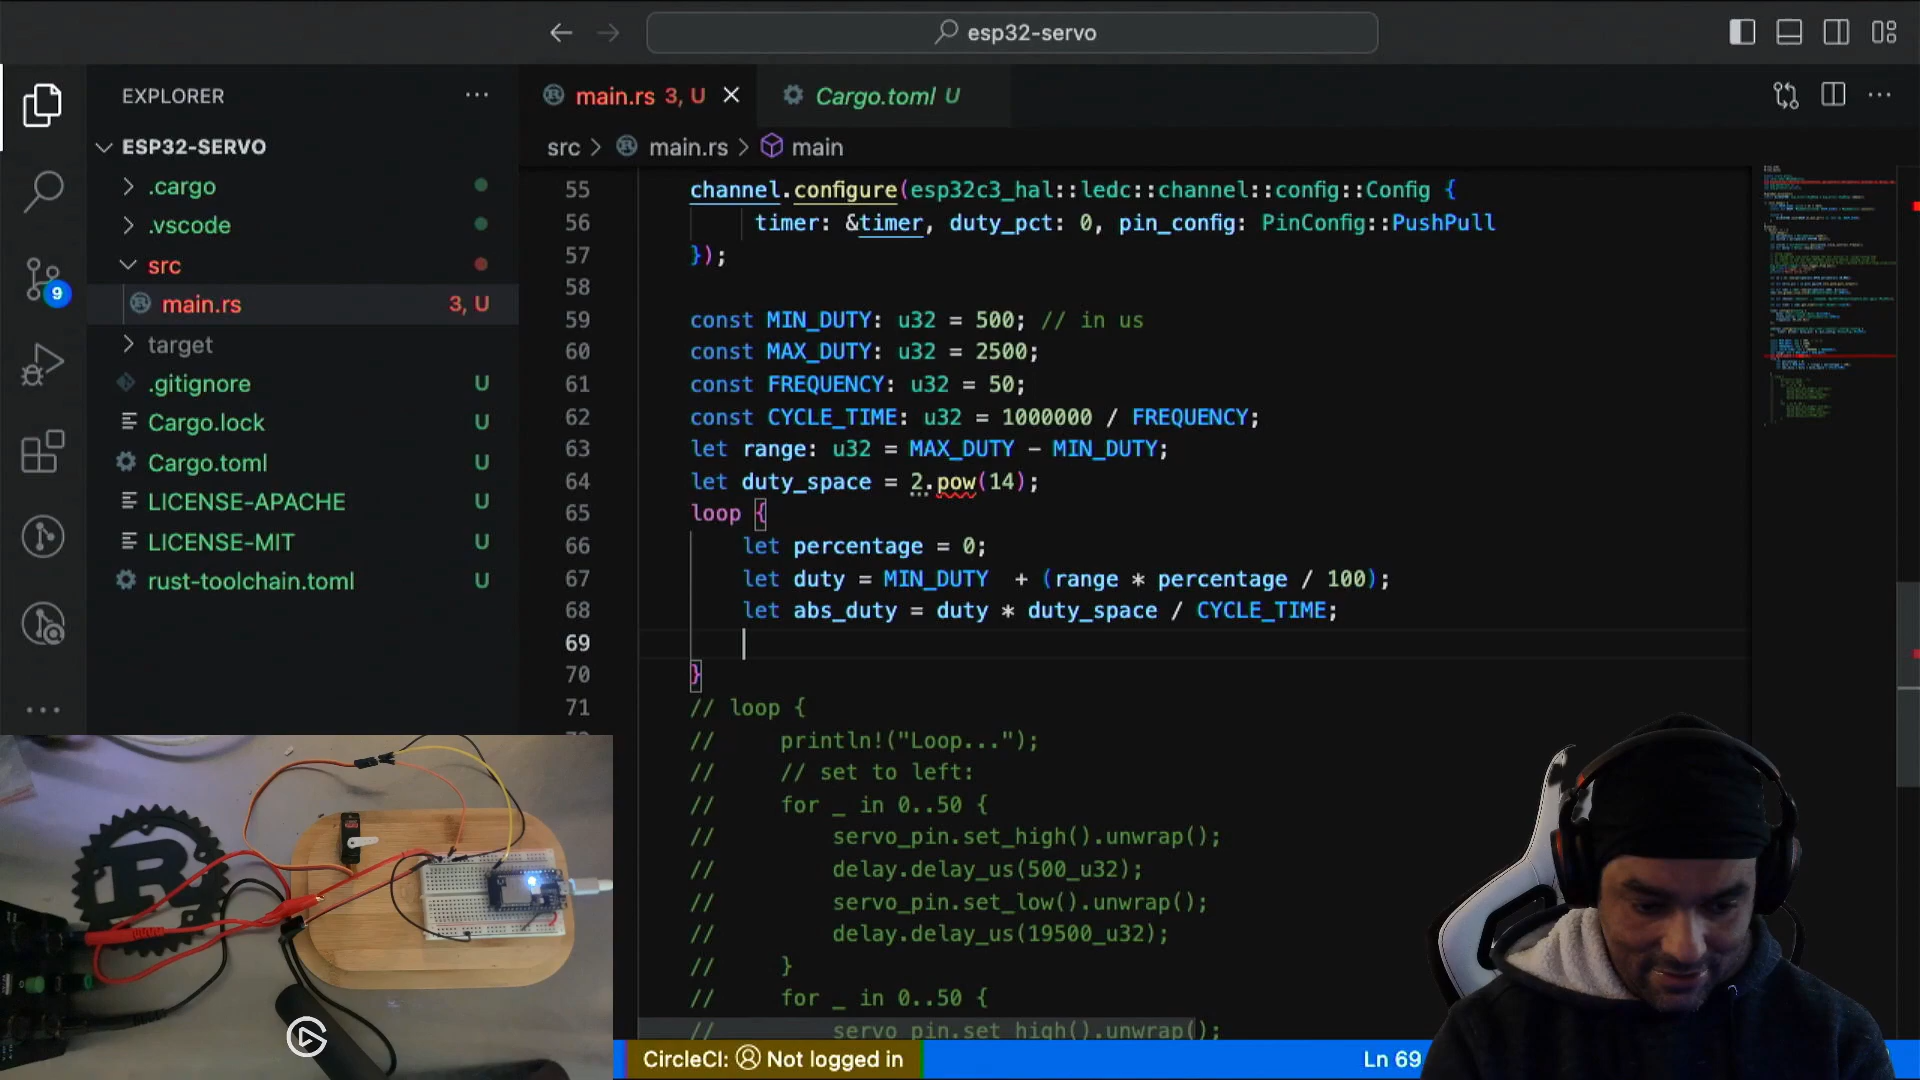 esp32-servo
EXPLORER
main.rs 3, U
Cargo.toml U
ESP32-SERVO
src > main.rs > main
.cargo
.vscode
src
main.rs 3, U
target
.gitignore U
Cargo.lock U
Cargo.toml U
LICENSE-APACHE U
LICENSE-MIT U
rust-toolchain.toml U
9
55 channel.configure(esp32c3_hal::ledc::channel::config::Config {
56 timer: &timer, duty_pct: 0, pin_config: PinConfig::PushPull
57 });
58
59 const MIN_DUTY: u32 = 500; // in us
60 const MAX_DUTY: u32 = 2500;
61 const FREQUENCY: u32 = 50;
62 const CYCLE_TIME: u32 = 1000000 / FREQUENCY;
63 let range: u32 = MAX_DUTY - MIN_DUTY;
64 let duty_space = 2.pow(14);
65 loop {
66 let percentage = 0;
67 let duty = MIN_DUTY + (range * percentage / 100);
68 let abs_duty = duty * duty_space / CYCLE_TIME;
69
70 }
71 // loop {
// println!("Loop...");
// // set to left:
// for _ in 0..50 {
// servo_pin.set_high().unwrap();
// delay.delay_us(500_u32);
// servo_pin.set_low().unwrap();
// delay.delay_us(19500_u32);
// }
// for _ in 0..50 {
// servo_pin.set_high().unwrap();
CircleCI: Not logged in
Ln 69